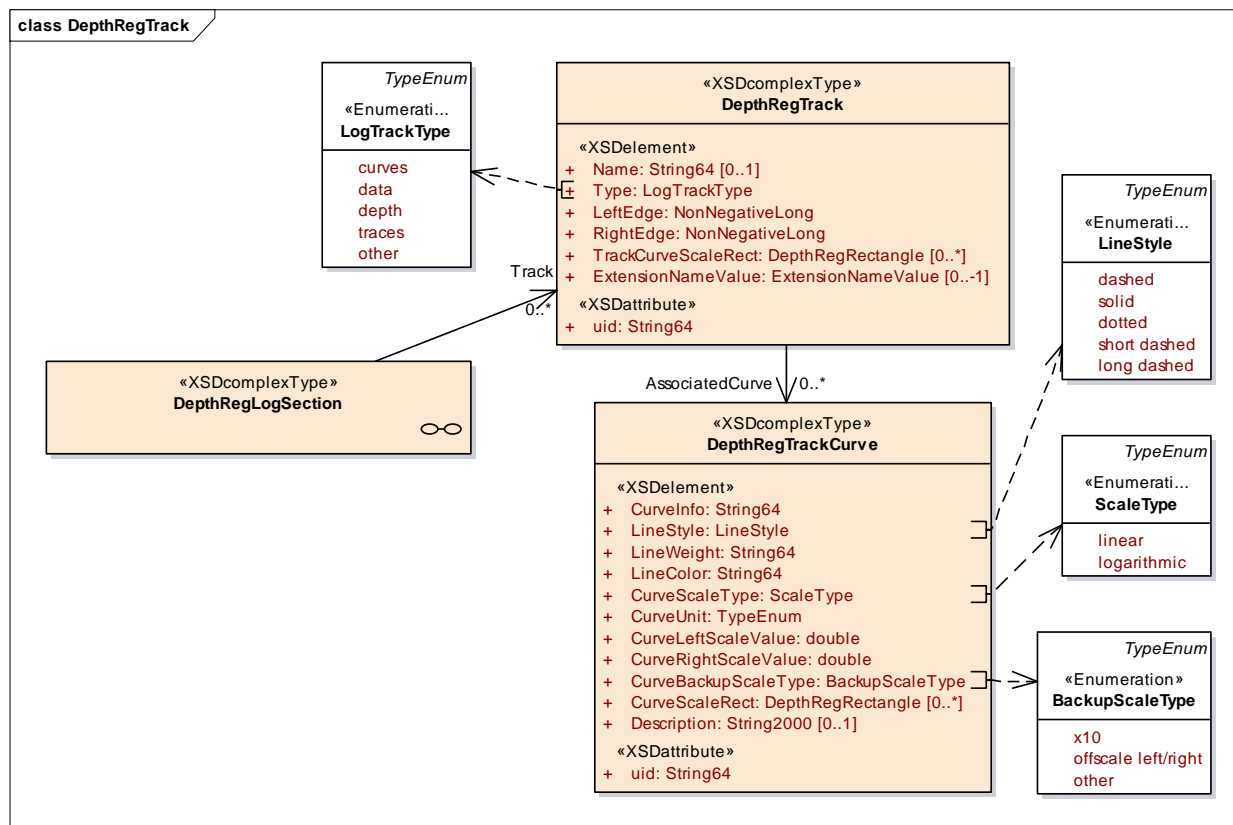 class DepthRegTrack
TypeEnum
«Enumerati...
LogTrackType
curves
data
depth
traces
other
«XSDcomplexType»
DepthRegTrack
«XSDelement»
+ Name: String64 [0..1]
+ Type: LogTrackType
+ LeftEdge: NonNegativeLong
+ RightEdge: NonNegativeLong
+ TrackCurveScaleRect: DepthRegRectangle [0..*]
+ ExtensionNameValue: ExtensionNameValue [0..-1]
«XSDattribute»
+ uid: String64
Track
0..*
«XSDcomplexType»
DepthRegLogSection
AssociatedCurve
0..*
«XSDcomplexType»
DepthRegTrackCurve
«XSDelement»
+ CurveInfo: String64
+ LineStyle: LineStyle
+ LineWeight: String64
+ LineColor: String64
+ CurveScaleType: ScaleType
+ CurveUnit: TypeEnum
+ CurveLeftScaleValue: double
+ CurveRightScaleValue: double
+ CurveBackupScaleType: BackupScaleType
+ CurveScaleRect: DepthRegRectangle [0..*]
+ Description: String2000 [0..1]
«XSDattribute»
+ uid: String64
TypeEnum
«Enumerati...
LineStyle
dashed
solid
dotted
short dashed
long dashed
TypeEnum
«Enumerati...
ScaleType
linear
logarithmic
TypeEnum
«Enumeration»
BackupScaleType
x10
offscale left/right
other